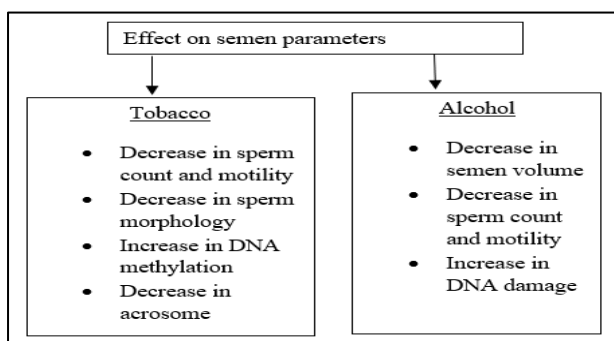 Effect on semen parameters
Tobacco
• Decrease in sperm
count and motility
• Decrease in sperm
morphology
• Increase in DNA
methylation
• Decrease in
acrosome
Alcohol
• Decrease in
semen volume
• Decrease in
sperm count
and motility
• Increase in
DNA damage